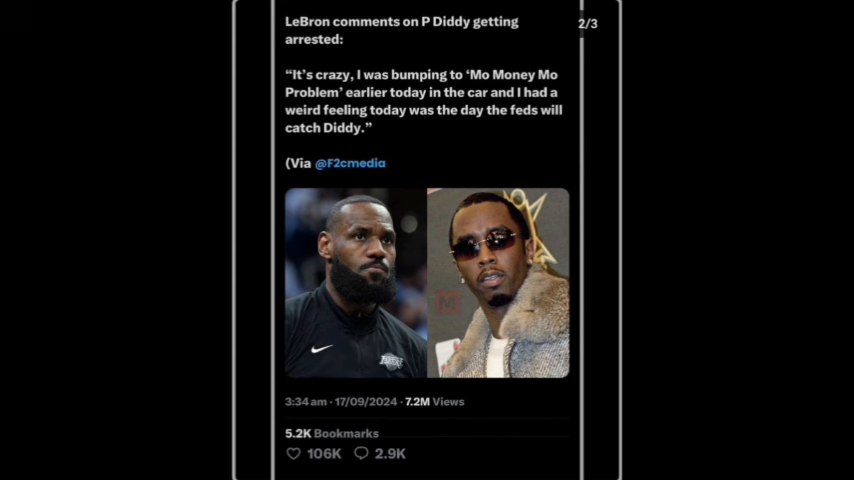 LeBron comments on P Diddy getting
2/3
arrested:
“It’s crazy, I was bumping to ‘Mo Money Mo
Problem’ earlier today in the car and I had a
weird feeling today was the day the feds will
catch Diddy.”
(Via @F2cmedia
M
LAKERS
3:34 am · 17/09/2024 · 7.2M Views
5.2K Bookmarks
106K 2.9K